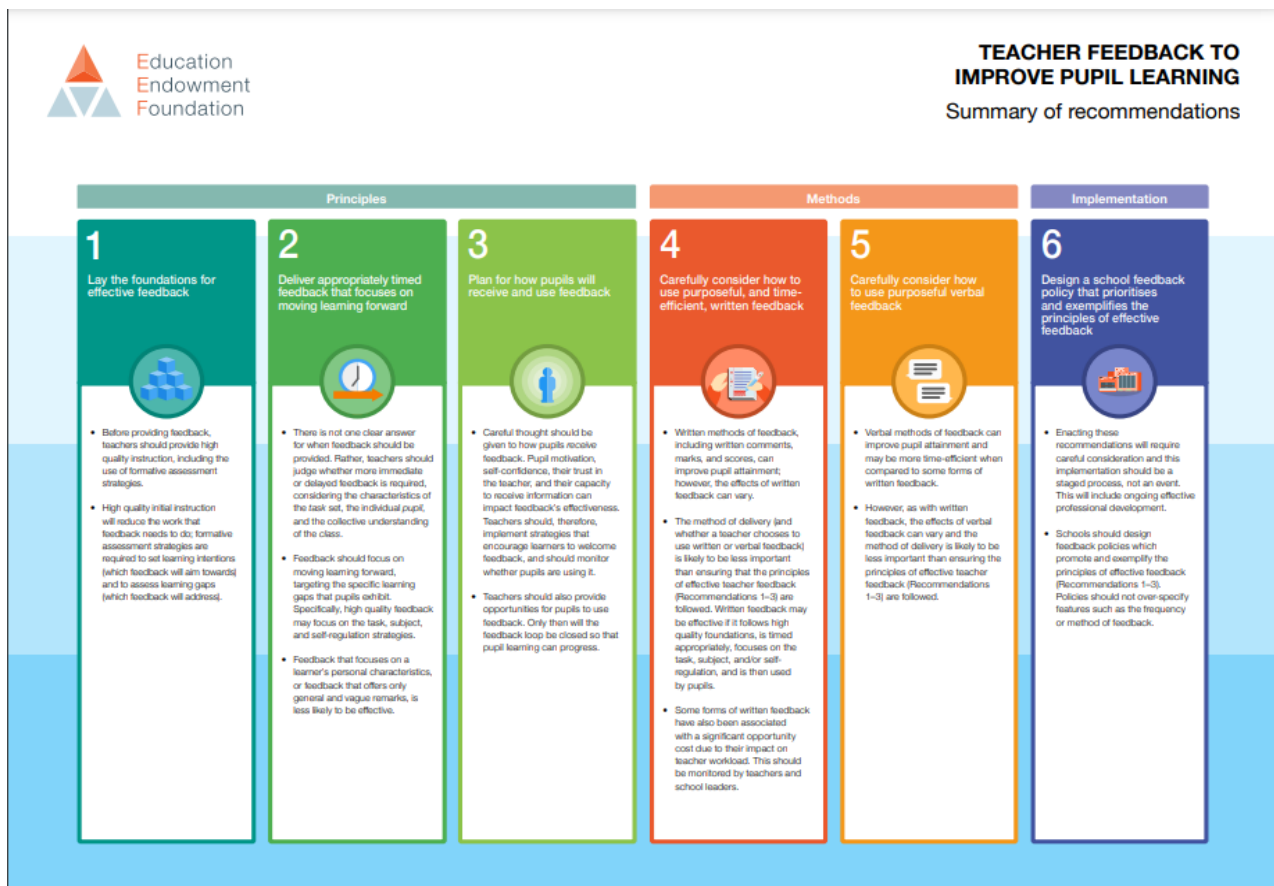 Education
Endowment
Foundation
TEACHER FEEDBACK TO
IMPROVE PUPIL LEARNING
Summary of recommendations
Principles
Methods
Implementation
1
Lay the foundations for
effective feedback
• Before providing feedback,
teachers should provide high
quality instruction, including the
use of formative assessment
strategies.
• High quality initial instruction
will reduce the work that
feedback needs to do; formative
assessment strategies are
required to set learning intentions
(which feedback will aim towards)
and to assess learning gaps
(which feedback will address).
2
Deliver appropriately timed
feedback that focuses on
moving learning forward
• There is not one clear answer
for when feedback should be
provided. Rather, teachers should
judge whether more immediate
or delayed feedback is required,
considering the characteristics of
the task set, the individual pupil,
and the collective understanding
of the class.
• Feedback should focus on
moving learning forward,
targeting the specific learning
gaps that pupils exhibit.
Specifically, high quality feedback
may focus on the task, subject,
and self-regulation strategies.
• Feedback that focuses on a
learner's personal characteristics,
or feedback that offers only
general and vague remarks, is
less likely to be effective.
3
Plan for how pupils will
receive and use feedback
• Careful thought should be
given to how pupils receive
feedback. Pupil motivation,
self-confidence, their trust in
the teacher, and their capacity
to receive information can
impact feedback's effectiveness.
Teachers should, therefore,
implement strategies that
encourage learners to welcome
feedback, and should monitor
whether pupils are using it.
• Teachers should also provide
opportunities for pupils to use
feedback. Only then will the
feedback loop be closed so that
pupil learning can progress.
4
Carefully consider how to
use purposeful, and time-
efficient, written feedback
• Written methods of feedback,
including written comments,
marks, and scores, can
improve pupil attainment;
however, the effects of written
feedback can vary.
• The method of delivery (and
whether a teacher chooses to
use written or verbal feedback)
is likely to be less important
than ensuring that the principles
of effective teacher feedback
(Recommendations 1–3) are
followed. Written feedback may
be effective if it follows high
quality foundations, is timed
appropriately, focuses on the
task, subject, and/or self-
regulation, and is then used
by pupils.
• Some forms of written feedback
have also been associated
with a significant opportunity
cost due to their impact on
teacher workload. This should
be monitored by teachers and
school leaders.
5
Carefully consider how
to use purposeful verbal
feedback
• Verbal methods of feedback can
improve pupil attainment and
may be more time-efficient when
compared to some forms of
written feedback.
• However, as with written
feedback, the effects of verbal
feedback can vary and the
method of delivery is likely to be
less important than ensuring the
principles of effective teacher
feedback (Recommendations
1–3) are followed.
6
Design a school feedback
policy that prioritises
and exemplifies the
principles of effective
feedback
• Enacting these
recommendations will require
careful consideration and this
implementation should be a
staged process, not an event.
This will include ongoing effective
professional development.
• Schools should design
feedback policies which
promote and exemplify the
principles of effective feedback
(Recommendations 1–3).
Policies should not over-specify
features such as the frequency
or method of feedback.